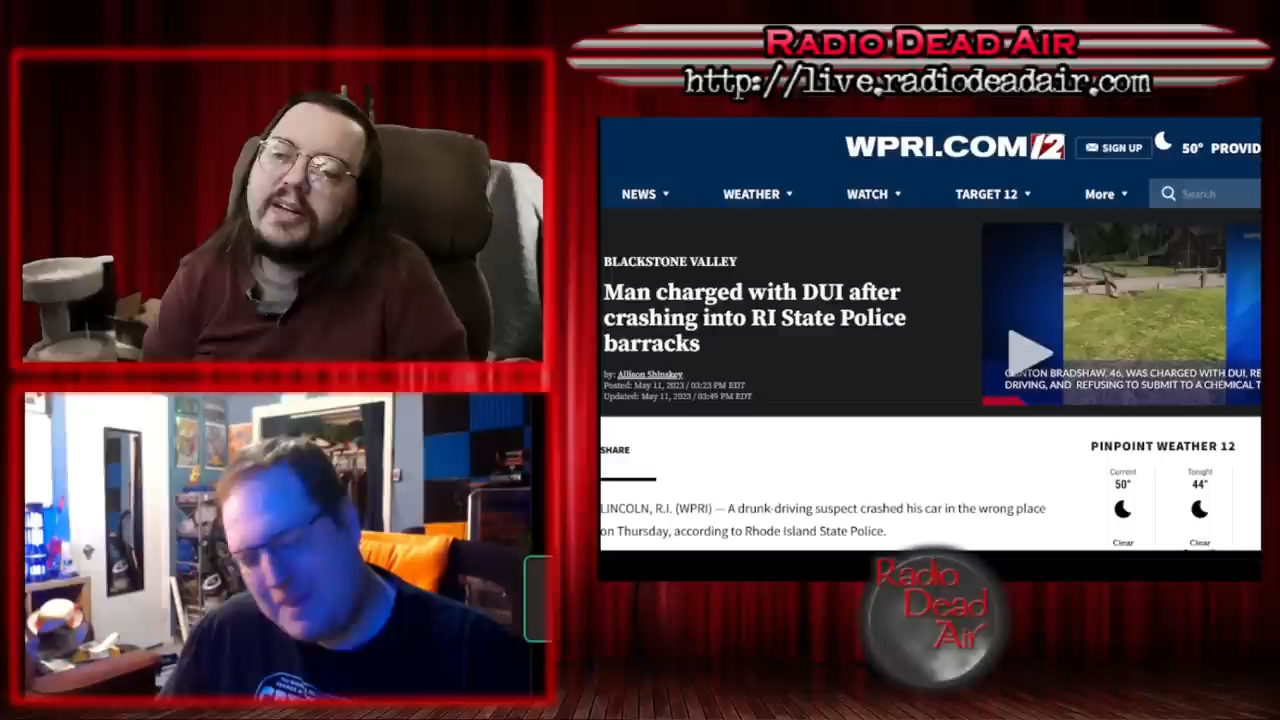 RADIO DEAD AIR
http://live.radiodeadair.com
WPRI.COM 12
SIGN UP
50° PROVID
NEWS
WEATHER
WATCH
TARGET 12
More
Search
BLACKSTONE VALLEY
Man charged with DUI after
crashing into RI State Police
barracks
by: Allison Shinskey
Posted: May 11, 2023 / 03:23 PM EDT
Updated: May 11, 2023 / 03:49 PM EDT
BRADSHAW, 46, WAS CHARGED WITH DUI, RE
DRIVING, AND REFUSING TO SUBMIT TO A CHEMICAL T
SHARE
PINPOINT WEATHER 12
Current
50°
Clear
Tonight
44°
Clear
LINCOLN, R.I. (WPRI) — A drunk-driving suspect crashed his car in the wrong place
on Thursday, according to Rhode Island State Police.
Radio
Dead
Air